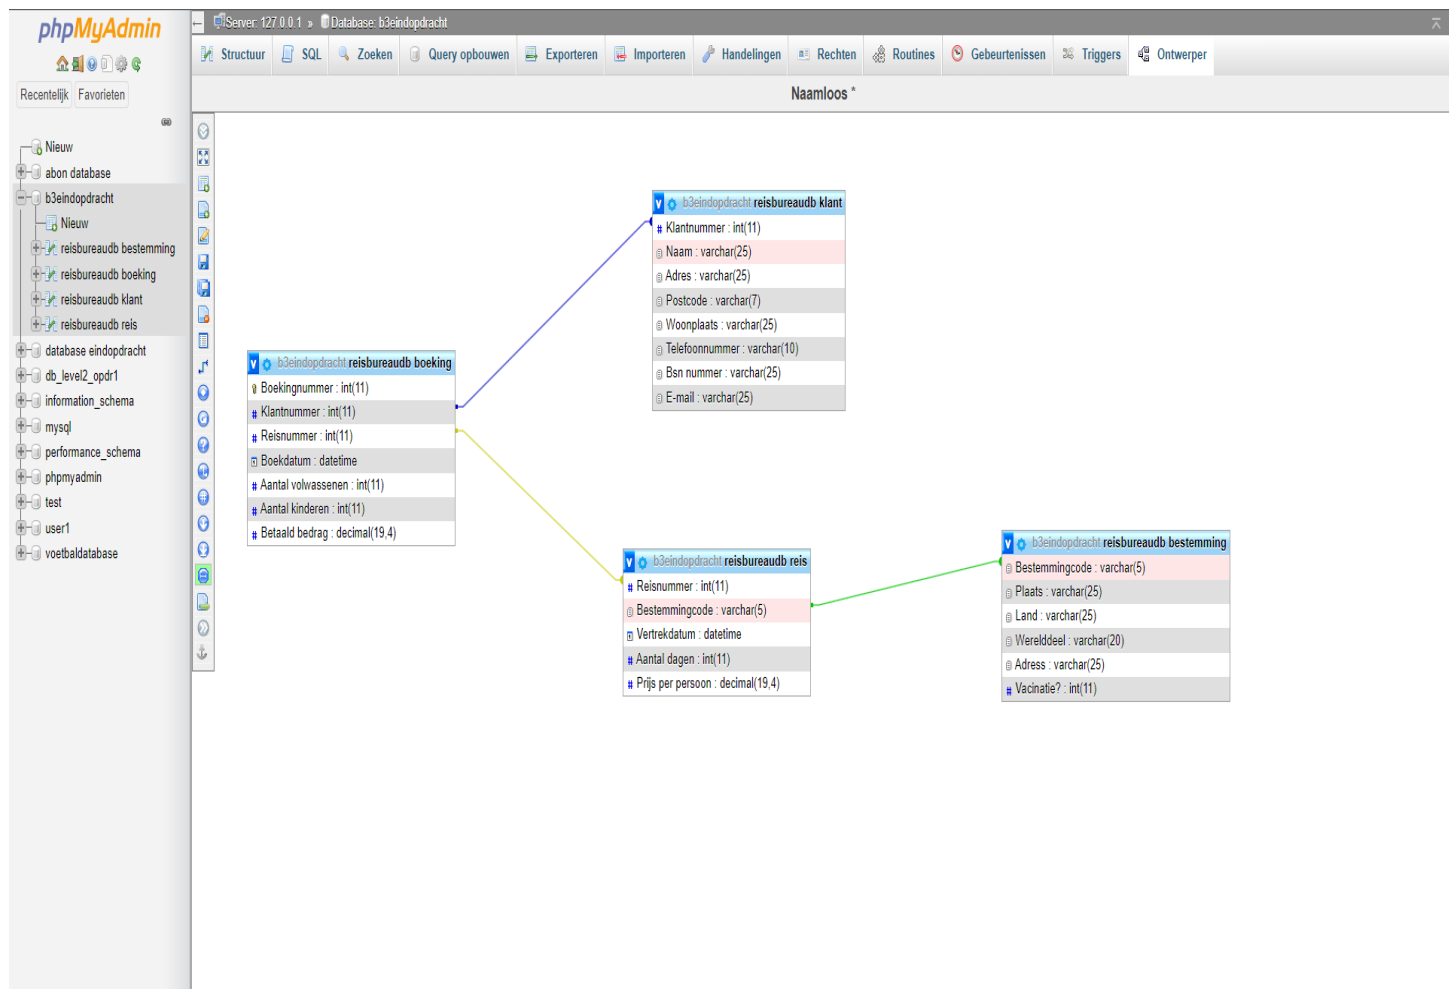 phpMyAdmin
Recentelijk Favorieten
Nieuw
abon database
b3eindopdracht
Nieuw
reisbureaudb bestemming
reisbureaudb boeking
reisbureaudb klant
reisbureaudb reis
database eindopdracht
db_level2_opdr1
information_schema
mysql
performance_schema
phpmyadmin
test
user1
voetbaldatabase
Server: 127.0.0.1 » Database: b3eindopdracht
Structuur SQL Zoeken Query opbouwen Exporteren Importeren Handelingen Rechten Routines Gebeurtenissen Triggers Ontwerper
Naamloos *
b3eindopdracht reisbureaudb klant
Klantnummer : int(11)
Naam : varchar(25)
Adres : varchar(25)
Postcode : varchar(7)
Woonplaats : varchar(25)
Telefoonnummer : varchar(10)
Bsn nummer : varchar(25)
E-mail : varchar(25)
b3eindopdracht reisbureaudb boeking
Boekingnummer : int(11)
Klantnummer : int(11)
Reisnummer : int(11)
Boekdatum : datetime
Aantal volwassenen : int(11)
Aantal kinderen : int(11)
Betaald bedrag : decimal(19,4)
b3eindopdracht reisbureaudb reis
Reisnummer : int(11)
Bestemmingcode : varchar(5)
Vertrekdatum : datetime
Aantal dagen : int(11)
Prijs per persoon : decimal(19,4)
b3eindopdracht reisbureaudb bestemming
Bestemmingcode : varchar(5)
Plaats : varchar(25)
Land : varchar(25)
Werelddeel : varchar(20)
Adress : varchar(25)
Vacinatie? : int(11)